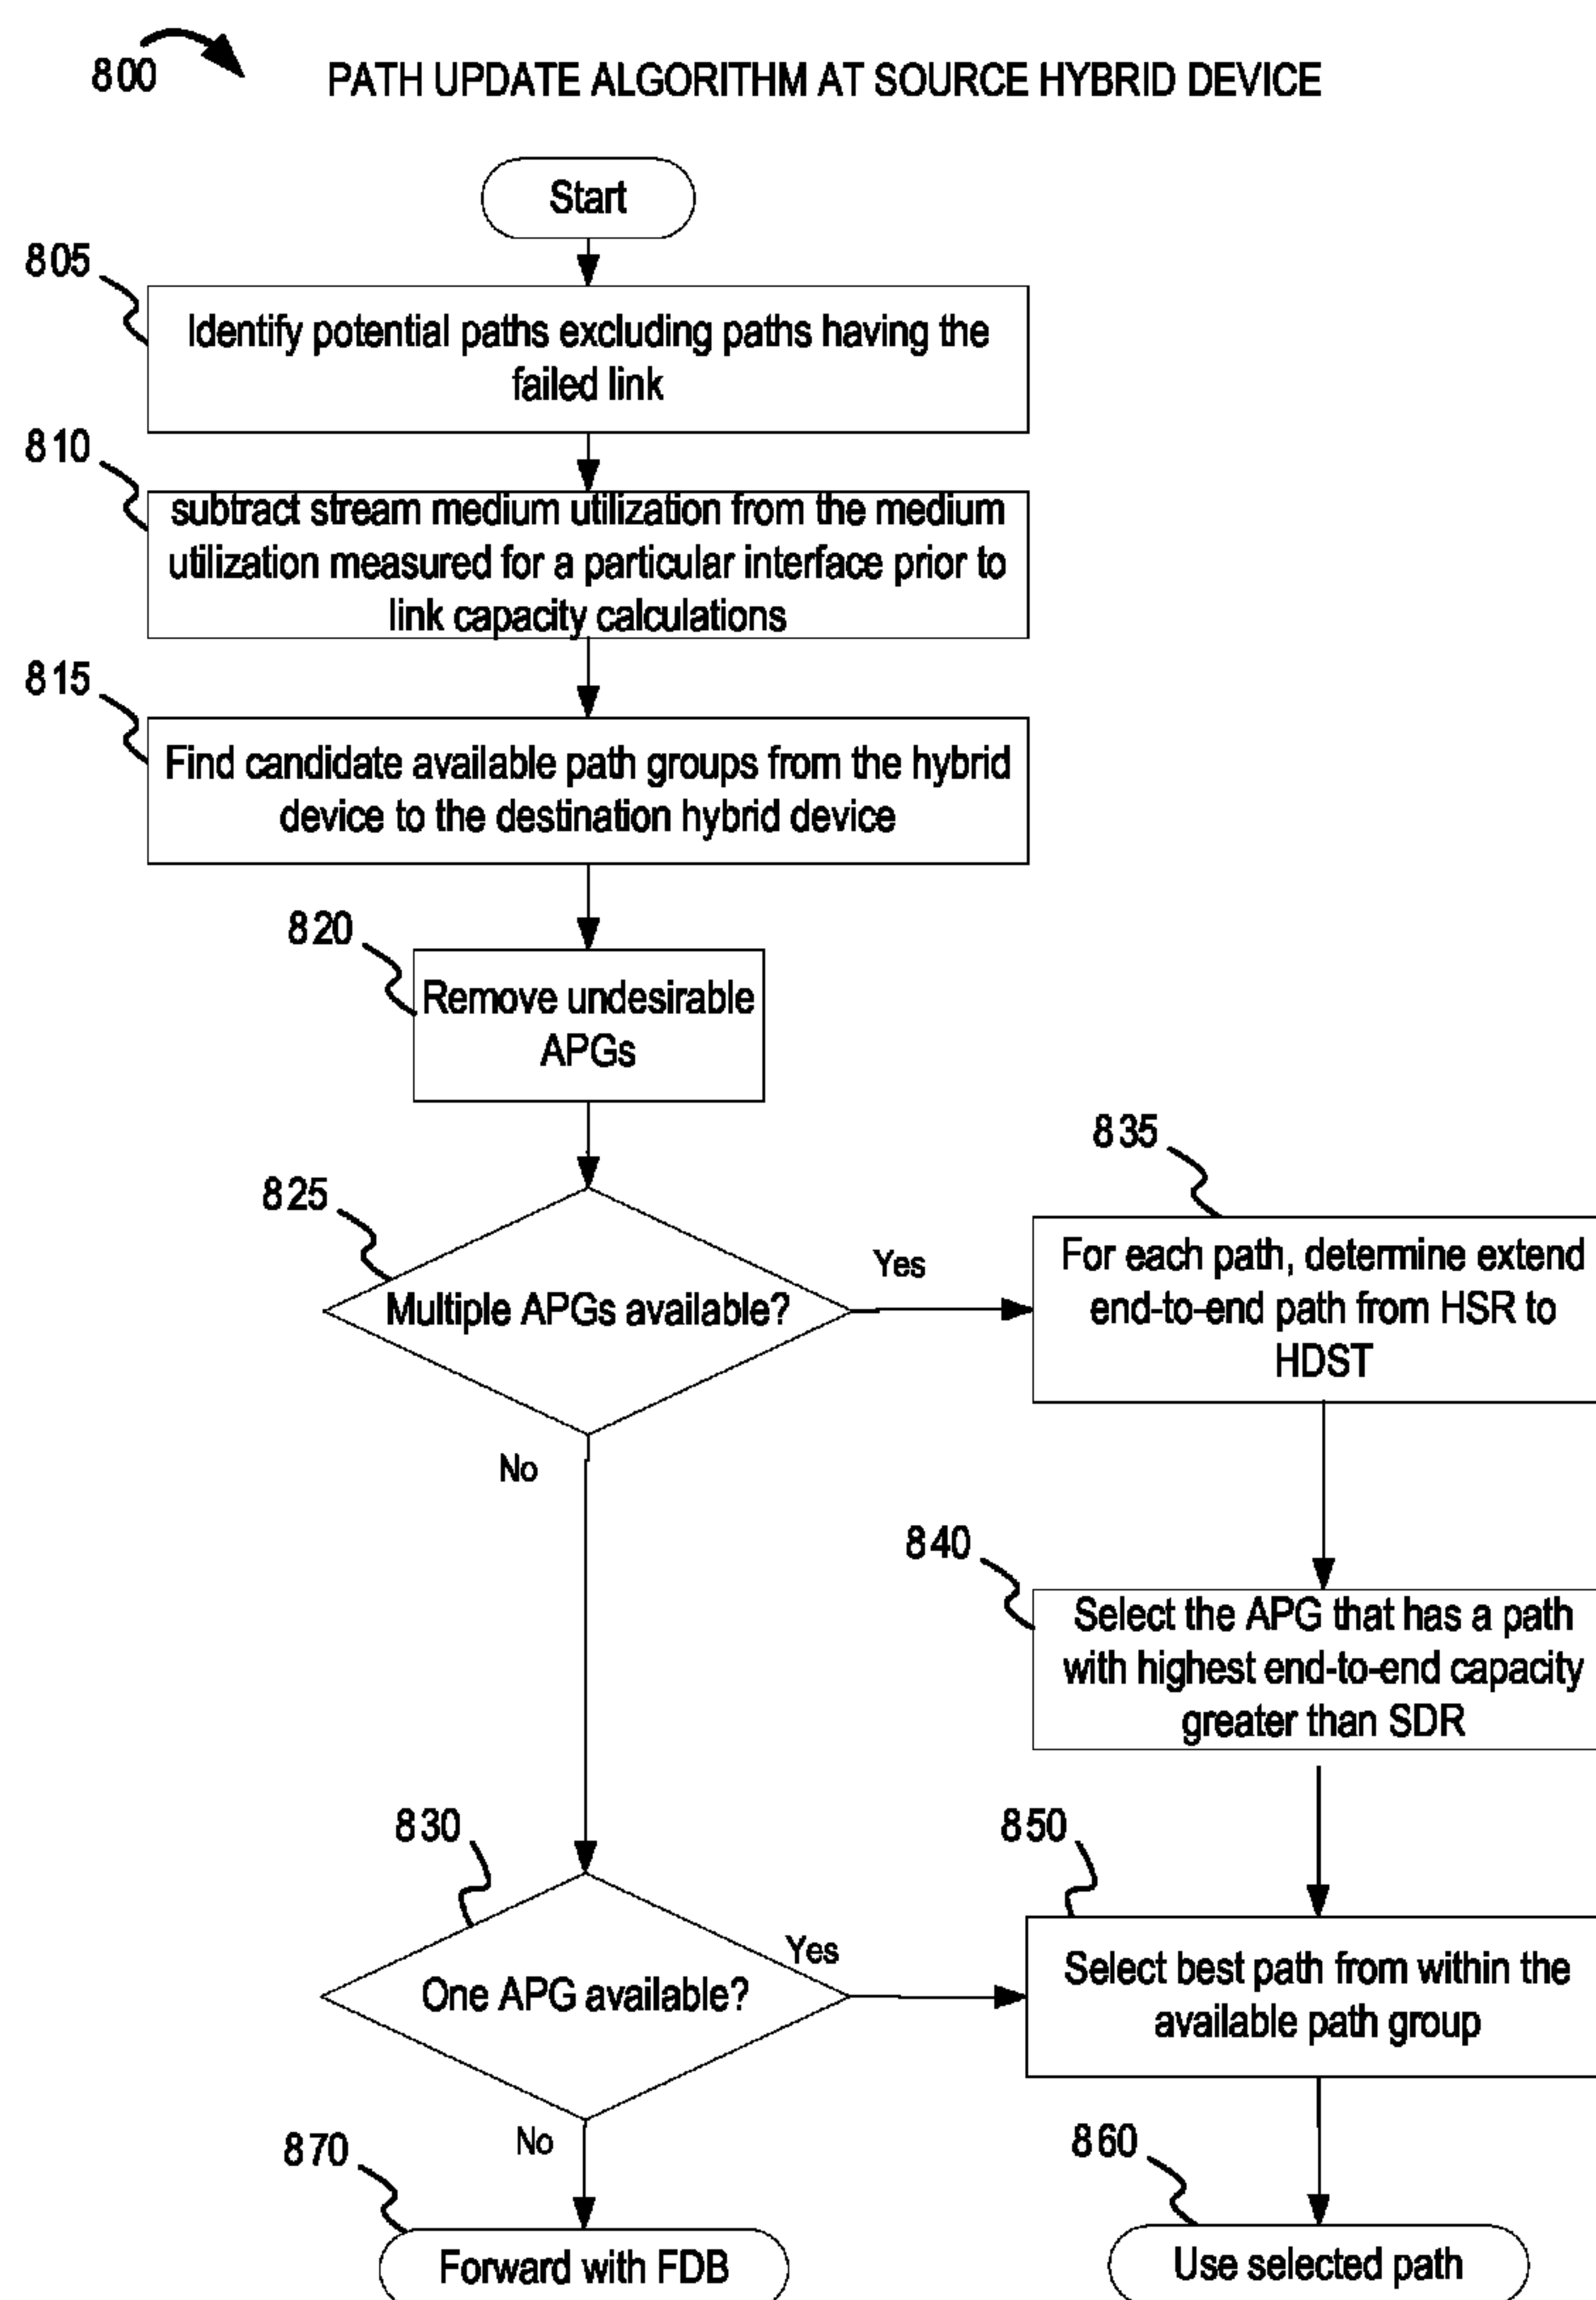 800
PATH UPDATE ALGORITHM AT SOURCE HYBRID DEVICE
Start
805
Identify potential paths excluding paths having the
failed link
810
subtract stream medium utilization from the medium
utilization measured for a particular interface prior to
link capacity calculations
815
Find candidate available path groups from the hybrid
device to the destination hybrid device
820
Remove undesirable
APGs
825
Multiple APGs available?
Yes
No
835
For each path, determine extend
end-to-end path from HSR to
HDST
840
Select the APG that has a path
with highest end-to-end capacity
greater than SDR
830
One APG available?
Yes
No
850
Select best path from within the
available path group
870
Forward with FDB
860
Use selected path